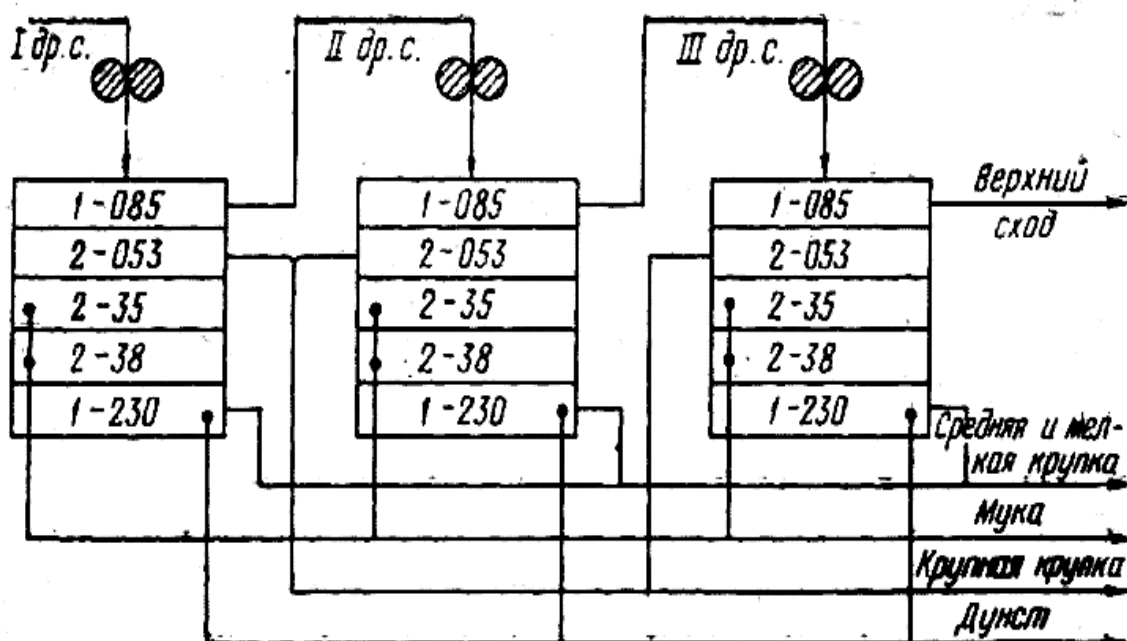 I др.с.
II др.с.
III др.с.
1-085
2-053
2-35
2-38
1-230
1-085
2-053
2-35
2-38
1-230
1-085
2-053
2-35
2-38
1-230
Верхний
сход
Средняя и мел-
кая крупка
Мука
Крупная крупка
Дунст